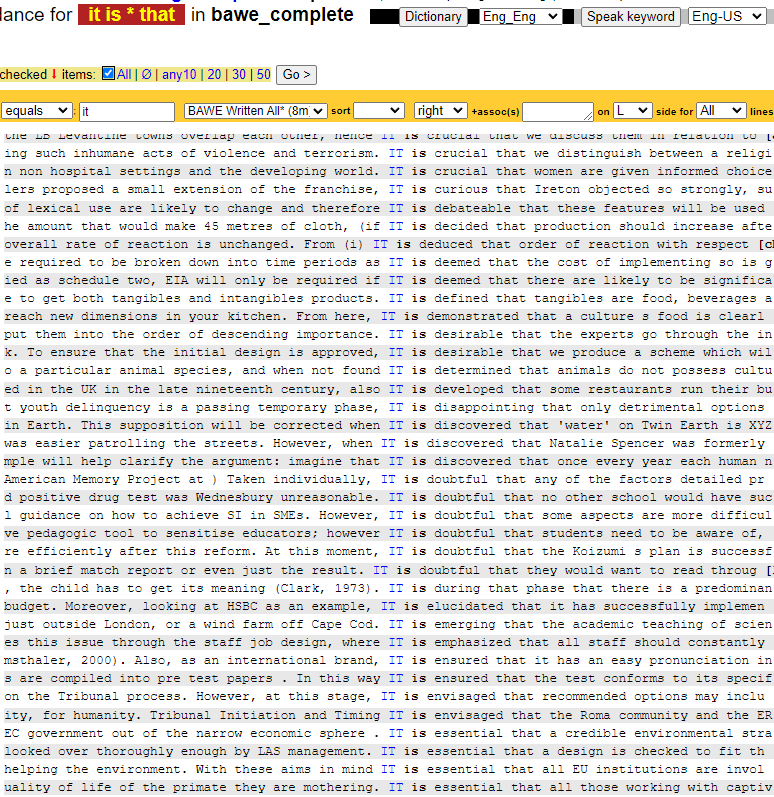 dance for it is * that in bawe_complete Dictionary Eng_Eng Speak keyword Eng-US
checked ↓ items: All | Ø | any10 | 20 | 30 | 50 Go >
equals : it BAWE Written All* (8m) sort right +assoc(s) on L side for All lines
the LB Levantine towns overlap each other, hence IT is crucial that we discuss them in relation to [
ing such inhumane acts of violence and terrorism. IT is crucial that we distinguish between a religi
n non hospital settings and the developing world. IT is crucial that women are given informed choice
lers proposed a small extension of the franchise, IT is curious that Ireton objected so strongly, su
of lexical use are likely to change and therefore IT is debateable that these features will be used
he amount that would make 45 metres of cloth, (if IT is decided that production should increase afte
overall rate of reaction is unchanged. From (i) IT is deduced that order of reaction with respect [cl
e required to be broken down into time periods as IT is deemed that the cost of implementing so is g
ied as schedule two, EIA will only be required if IT is deemed that there are likely to be significa
e to get both tangibles and intangibles products. IT is defined that tangibles are food, beverages a
reach new dimensions in your kitchen. From here, IT is demonstrated that a culture s food is clearl
put them into the order of descending importance. IT is desirable that the experts go through the in
k. To ensure that the initial design is approved, IT is desirable that we produce a scheme which wil
o a particular animal species, and when not found IT is determined that animals do not possess cultu
ed in the UK in the late nineteenth century, also IT is developed that some restaurants run their bu
t youth delinquency is a passing temporary phase, IT is disappointing that only detrimental options
in Earth. This supposition will be corrected when IT is discovered that 'water' on Twin Earth is XYZ
was easier patrolling the streets. However, when IT is discovered that Natalie Spencer was formerly
mple will help clarify the argument: imagine that IT is discovered that once every year each human n
American Memory Project at ) Taken individually, IT is doubtful that any of the factors detailed pr
d positive drug test was Wednesbury unreasonable. IT is doubtful that no other school would have suc
l guidance on how to achieve SI in SMEs. However, IT is doubtful that some aspects are more difficul
ve pedagogic tool to sensitise educators; however IT is doubtful that students need to be aware of,
re efficiently after this reform. At this moment, IT is doubtful that the Koizumi s plan is successf
n a brief match report or even just the result. IT is doubtful that they would want to read throug [
, the child has to get its meaning (Clark, 1973). IT is during that phase that there is a predominan
budget. Moreover, looking at HSBC as an example, IT is elucidated that it has successfully implemen
just outside London, or a wind farm off Cape Cod. IT is emerging that the academic teaching of scien
es this issue through the staff job design, where IT is emphasized that all staff should constantly
msthaler, 2000). Also, as an international brand, IT is ensured that it has an easy pronunciation in
s are compiled into pre test papers . In this way IT is ensured that the test conforms to its specif
on the Tribunal process. However, at this stage, IT is envisaged that recommended options may inclu
ity, for humanity. Tribunal Initiation and Timing IT is envisaged that the Roma community and the ER
EC government out of the narrow economic sphere . IT is essential that a credible environmental stra
looked over thoroughly enough by LAS management. IT is essential that a design is checked to fit th
helping the environment. With these aims in mind IT is essential that all EU institutions are invol
uality of life of the primate they are mothering. IT is essential that all those working with captiv